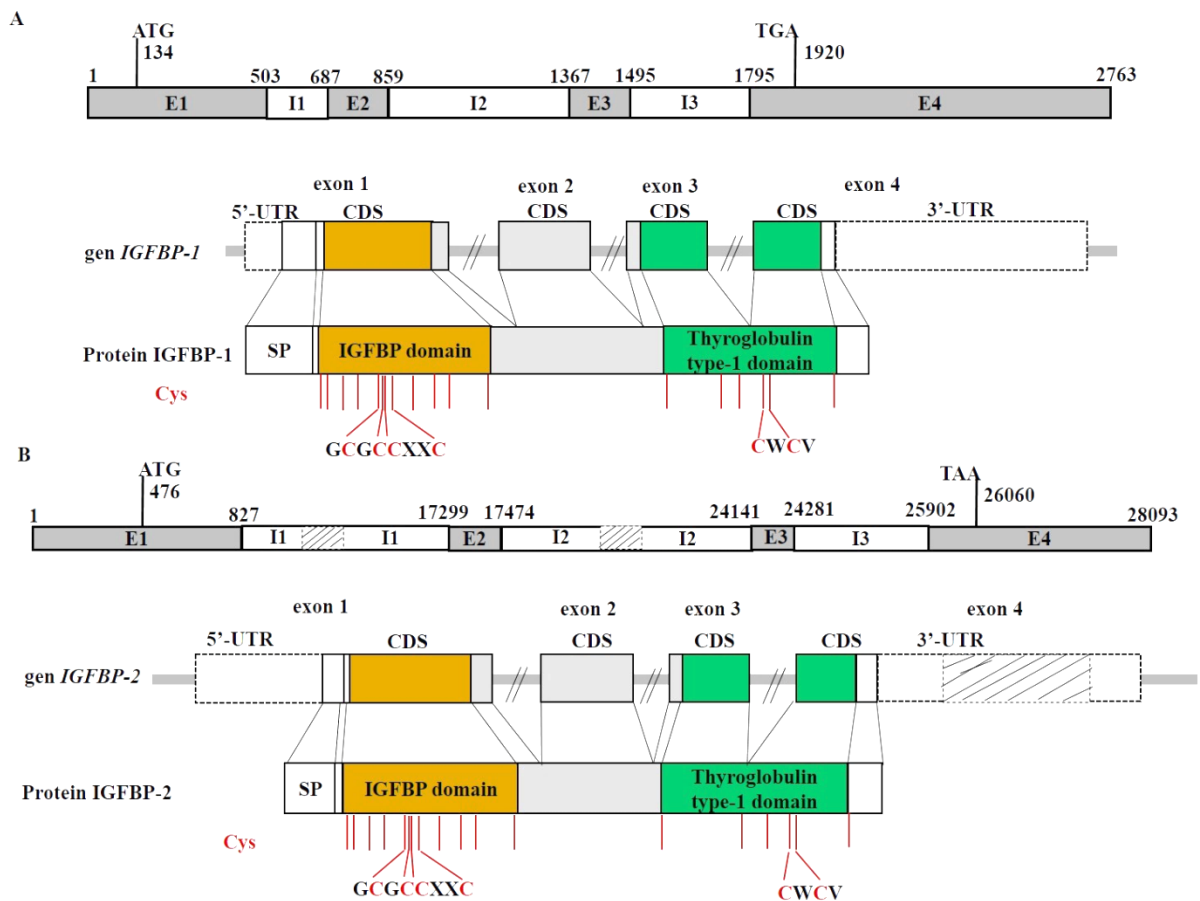 A
ATG TGA
134 1920
1 503 687 859 1367 1495 1795 2763
E1 I1 E2 I2 E3 I3 E4
exon 1 exon 2 exon 3 exon 4
5’-UTR CDS CDS CDS CDS 3’-UTR
gen IGFBP-1
Protein IGFBP-1 SP IGFBP domain Thyroglobulin
type-1 domain
Cys
GCGCCXXC CWCV
B
ATG TAA
476 26060
1 827 17299 17474 24141 24281 25902 28093
E1 I1 I1 E2 I2 I2 E3 I3 E4
exon 1 exon 2 exon 3 exon 4
5’-UTR CDS CDS CDS CDS 3’-UTR
gen IGFBP-2
Protein IGFBP-2 SP IGFBP domain Thyroglobulin
type-1 domain
Cys
GCGCCXXC CWCV